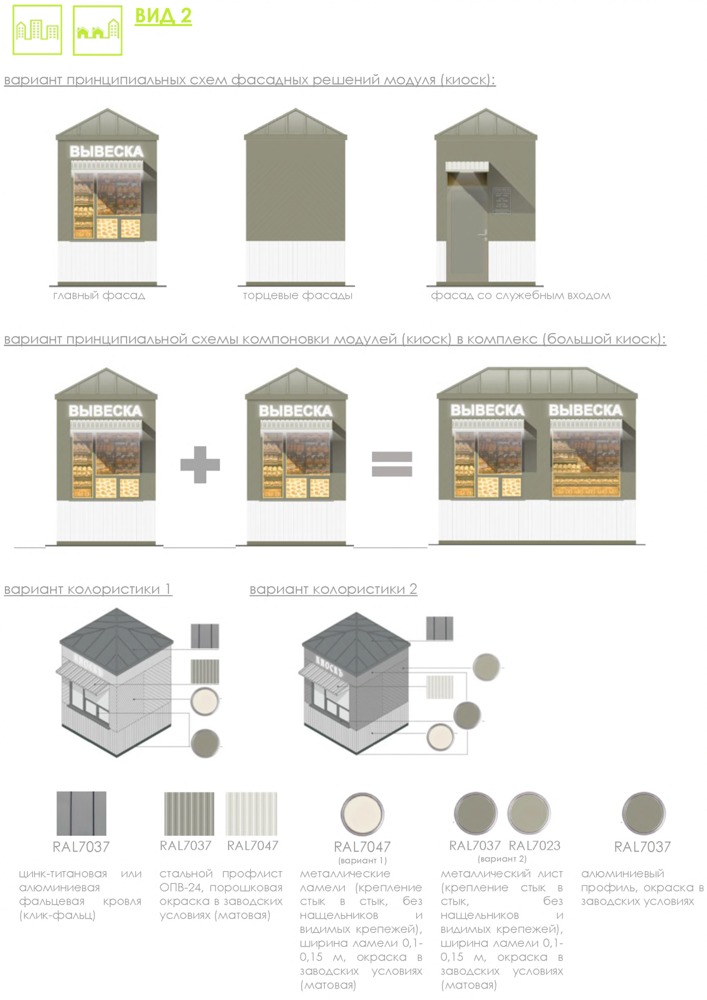 ВИД 2
вариант принципиальных схем фасадных решений модуля (киоск):
ВЫВЕСКА
главный фасад
торцевые фасады
фасад со служебным входом
вариант принципиальной схемы компоновки модулей (киоск) в комплекс (большой киоск):
ВЫВЕСКА
ВЫВЕСКА
ВЫВЕСКА
ВЫВЕСКА
вариант колористики 1
вариант колористики 2
КИОСКЪ
КИОСКЪ
RAL7037
RAL7037
RAL7047
RAL7047
(вариант 1)
RAL7037
RAL7023
(вариант 2)
RAL7037
цинк-титановая или
алюминиевая
фальцевая кровля
(клик-фальц)
стальной профлист
ОПВ-24, порошковая
окраска в заводских
условиях (матовая)
металлические
ламели (крепление
стык в стык, без
нащельников и
видимых крепежей),
ширина ламели 0,1-
0,15 м, окраска в
заводских условиях
(матовая)
металлический лист
(крепление стык в
стык, без
нащельников и
видимых крепежей),
ширина ламели 0,1-
0,15 м, окраска в
заводских условиях
(матовая)
алюминиевый
профиль, окраска в
заводских условиях